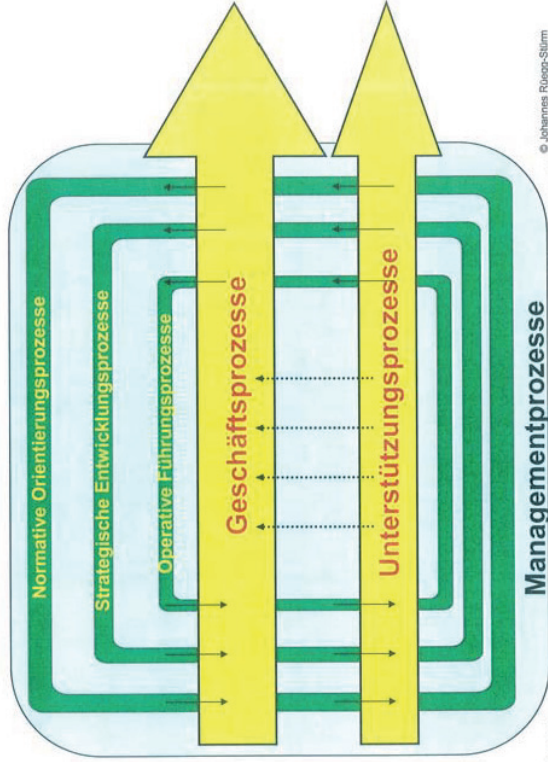 Normative Orientierungsprozesse
Strategische Entwicklungsprozesse
Operative Führungsprozesse
Geschäftsprozesse
Unterstützungsprozesse
Managementprozesse
© Johannes Rüegg-Stürm